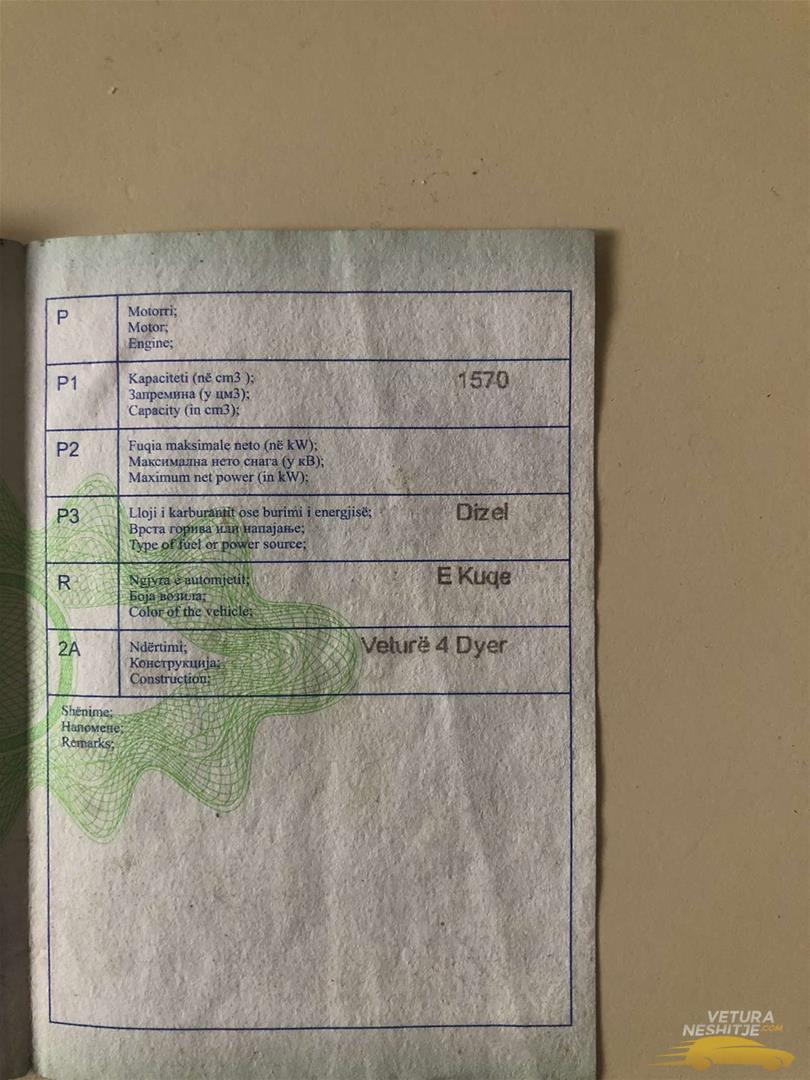 P
Motorri;
Motor;
Engine;
P1
Kapaciteti (në cm3 );
Запремина (у цм3);
Capacity (in cm3);
1570
P2
Fuqia maksimale neto (në kW);
Максимална нето снага (у кВ);
Maximum net power (in kW);
P3
Lloji i karburantit ose burimi i energjisë;
Врста горива или напајање;
Type of fuel or power source;
Dizel
R
Ngjyra e automjetit;
Боја возила;
Color of the vehicle;
E Kuqe
2A
Ndërtimi;
Конструкција;
Construction;
Veturë 4 Dyer
Shënime;
Напомене;
Remarks;
VETURA
NESHITJE.COM